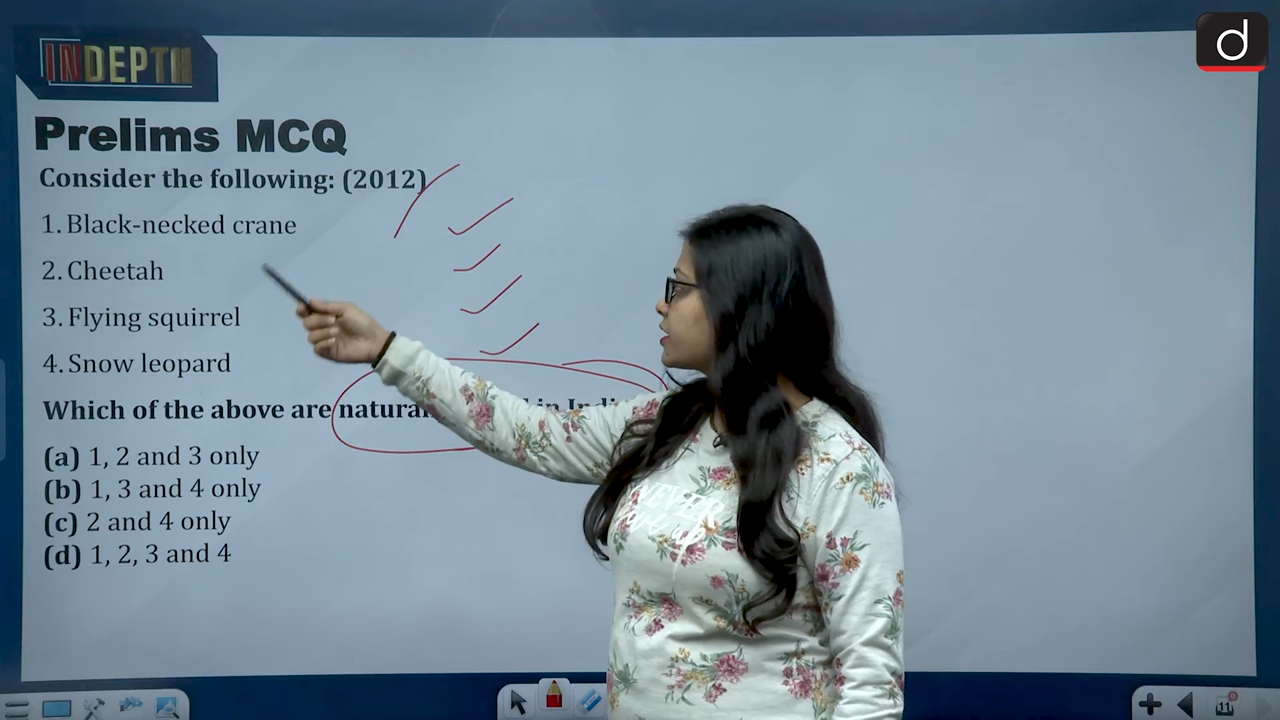 INDEPTH
d
Prelims MCQ
Consider the following: (2012)
1. Black-necked crane
2. Cheetah
3. Flying squirrel
4. Snow leopard
Which of the above are in
(a) 1, 2 and 3 only
(b) 1, 3 and 4 only
(c) 2 and 4 only
(d) 1, 2, 3 and 4
11